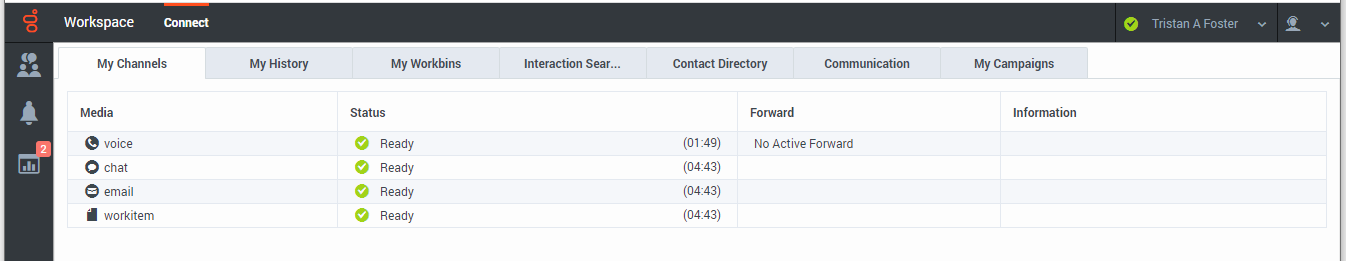 Workspace Connect Tristan A Foster
My Channels My History My Workbins Interaction Sear... Contact Directory Communication My Campaigns
Media Status Forward Information
voice Ready (01:49) No Active Forward
chat Ready (04:43)
2
email Ready (04:43)
workitem Ready (04:43)